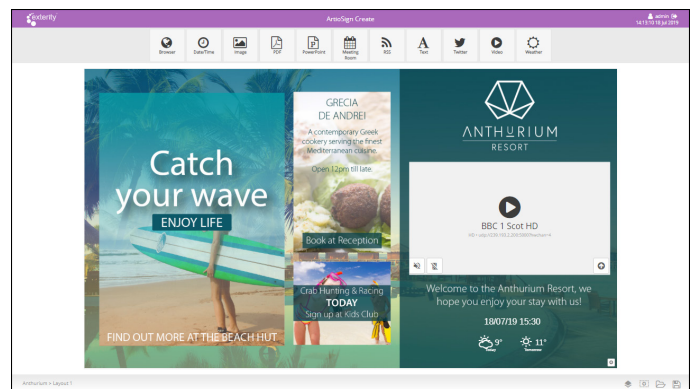 exterity
ArtioSign Create
admin
14:13:10 18 Jul 2019
Browser
Date/Time
Image
PDF
PowerPoint
Meeting
Room
RSS
Text
Twitter
Video
Weather
Catch
your wave
ENJOY LIFE
FIND OUT MORE AT THE BEACH HUT
GRECIA
DE ANDREI
A contemporary Greek
cookery serving the finest
Mediterranean cuisine.
Open 12pm till late.
Book at Reception
Crab Hunting & Racing
TODAY
Sign up at Kids Club
ANTHURIUM
RESORT
BBC 1 Scot HD
Welcome to the Anthurium Resort, we
hope you enjoy your stay with us!
18/07/19 15:30
9°
Today
11°
Tomorrow
Anthurium > Layout 1